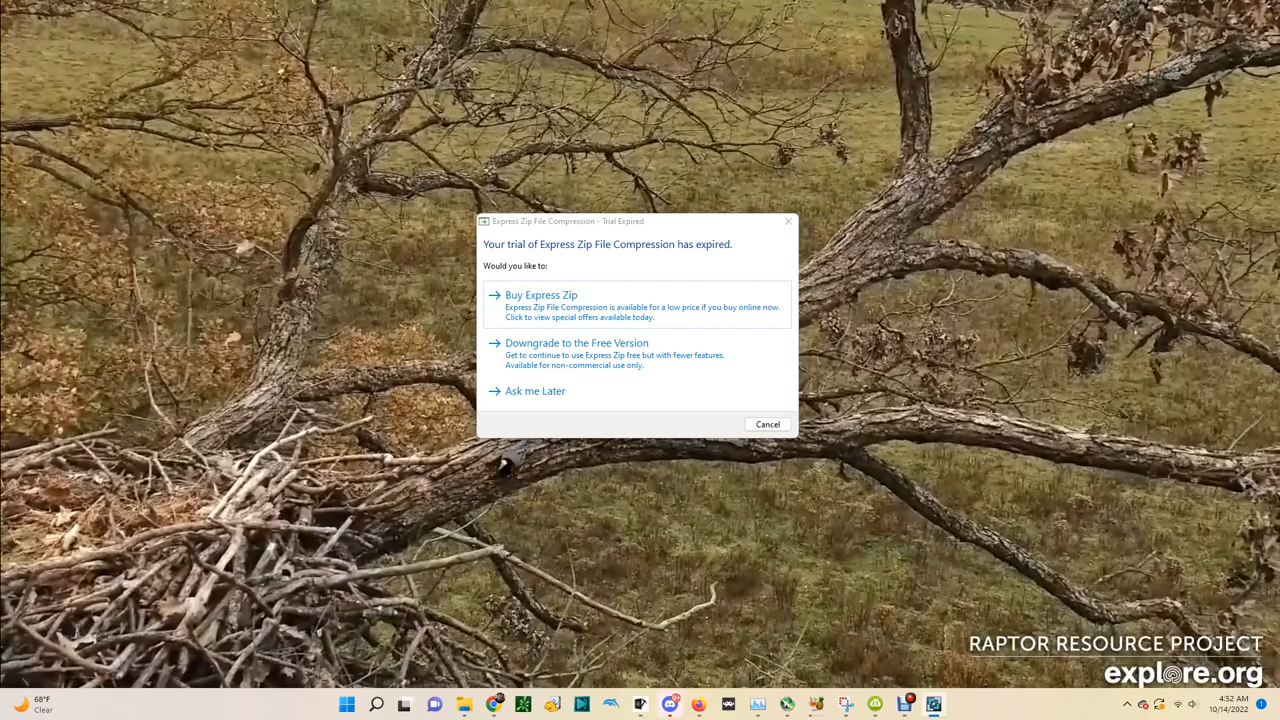 Express Zip File Compression - Trial Expired
Your trial of Express Zip File Compression has expired.
Would you like to:
Buy Express Zip
Express Zip File Compression is available for a low price if you buy online now.
Click to view special offers available today.
Downgrade to the Free Version
Get to continue to use Express Zip free but with fewer features.
Available for non-commercial use only.
Ask me Later
Cancel
RAPTOR RESOURCE PROJECT
explore.org
68°F
Clear
4:52 AM
10/14/2022